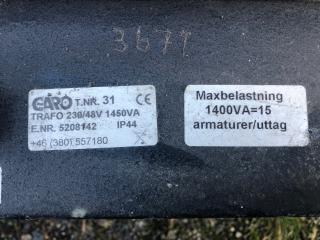 3671
GARO T.NR. 31 CE
TRAFO 230/48V 1450VA
E.NR. 5208142 IP44
+46 (380) 557180
Maxbelastning
1400VA=15
armaturer/uttag